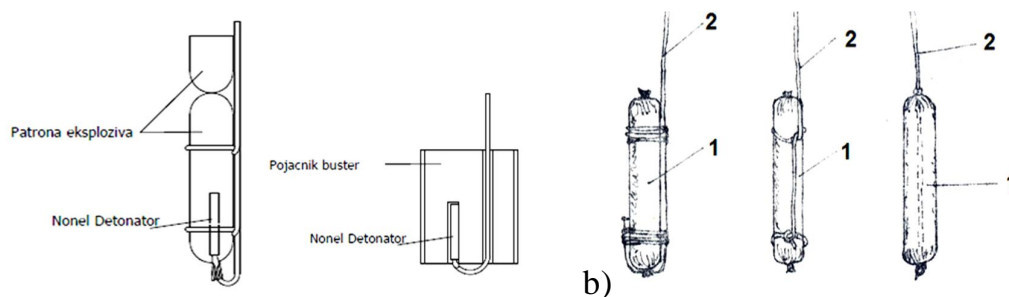 Patrona eksploziva
Nonel Detonator
Pojacnik buster
Nonel Detonator
2
1
2
1
2
1
b)